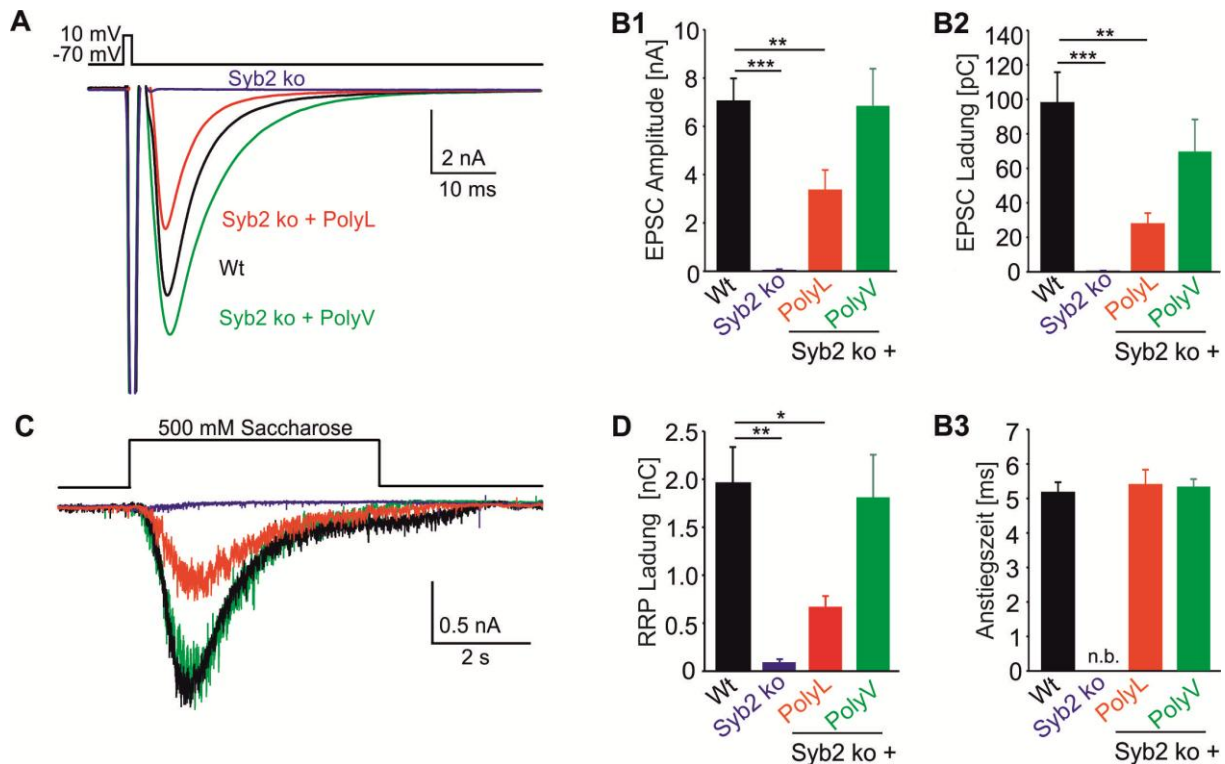 A
10 mV
-70 mV
Syb2 ko
2 nA
10 ms
Syb2 ko + PolyL
Wt
Syb2 ko + PolyV
B1
EPSC Amplitude [nA]
10
8
6
4
2
0
**
***
Wt
Syb2 ko
PolyL
PolyV
Syb2 ko +
B2
EPSC Ladung [pC]
140
120
100
80
60
40
20
0
**
***
Wt
Syb2 ko
PolyL
PolyV
Syb2 ko +
C
500 mM Saccharose
0.5 nA
2 s
D
RRP Ladung [nC]
2.5
2.0
1.5
1.0
0.5
0
*
**
Wt
Syb2 ko
PolyL
PolyV
Syb2 ko +
B3
Anstiegszeit [ms]
7
6
5
4
3
2
1
0
n.b.
Wt
Syb2 ko
PolyL
PolyV
Syb2 ko +